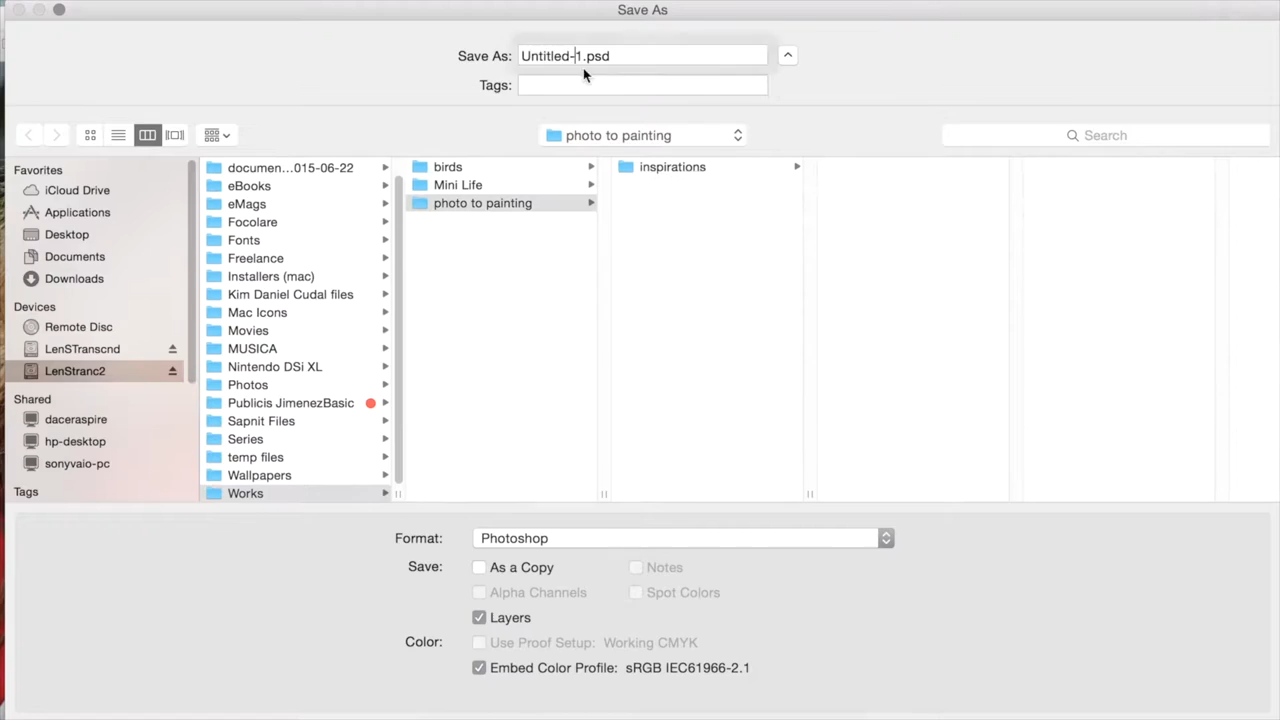 Save As
Save As: Untitled-1.psd
Tags:
photo to painting
Search
Favorites
iCloud Drive
Applications
Desktop
Documents
Downloads
Devices
Remote Disc
LenSTranscnd
LenStranc2
Shared
daceraspire
hp-desktop
sonyvaio-pc
Tags
documen...015-06-22
eBooks
eMags
Focolare
Fonts
Freelance
Installers (mac)
Kim Daniel Cudal files
Mac Icons
Movies
MUSICA
Nintendo DSi XL
Photos
Publicis JimenezBasic
Sapnit Files
Series
temp files
Wallpapers
Works
birds
Mini Life
photo to painting
inspirations
Format: Photoshop
Save: As a Copy Notes
Alpha Channels Spot Colors
Layers
Color: Use Proof Setup: Working CMYK
Embed Color Profile: sRGB IEC61966-2.1